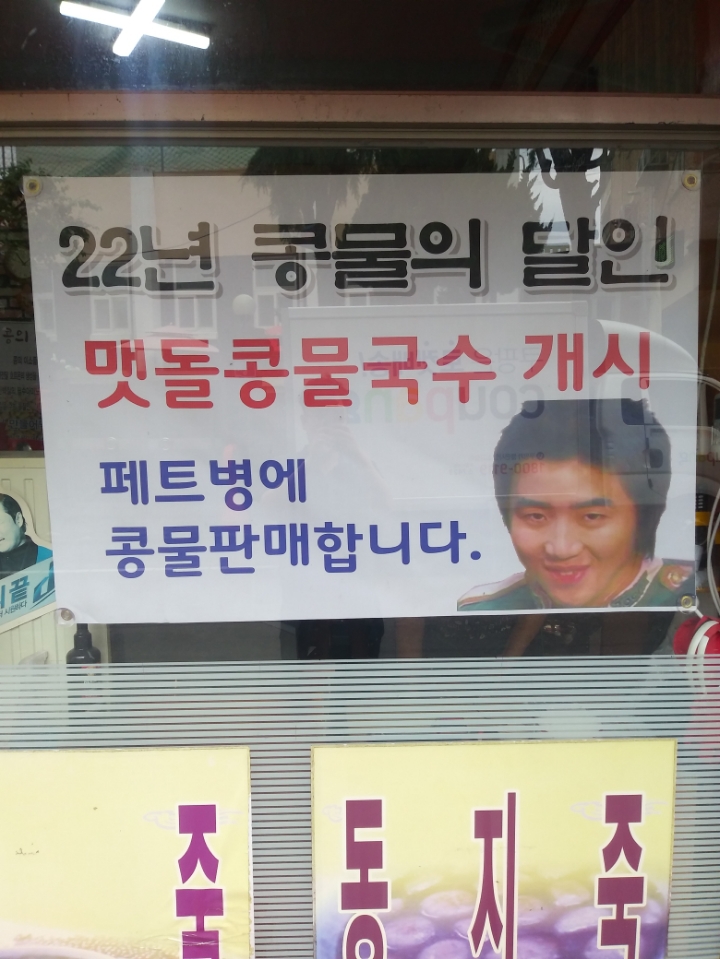 22년 콩물의 달인
맷돌콩물국수 개시
페트병에
콩물판매합니다.
동지죽
죽